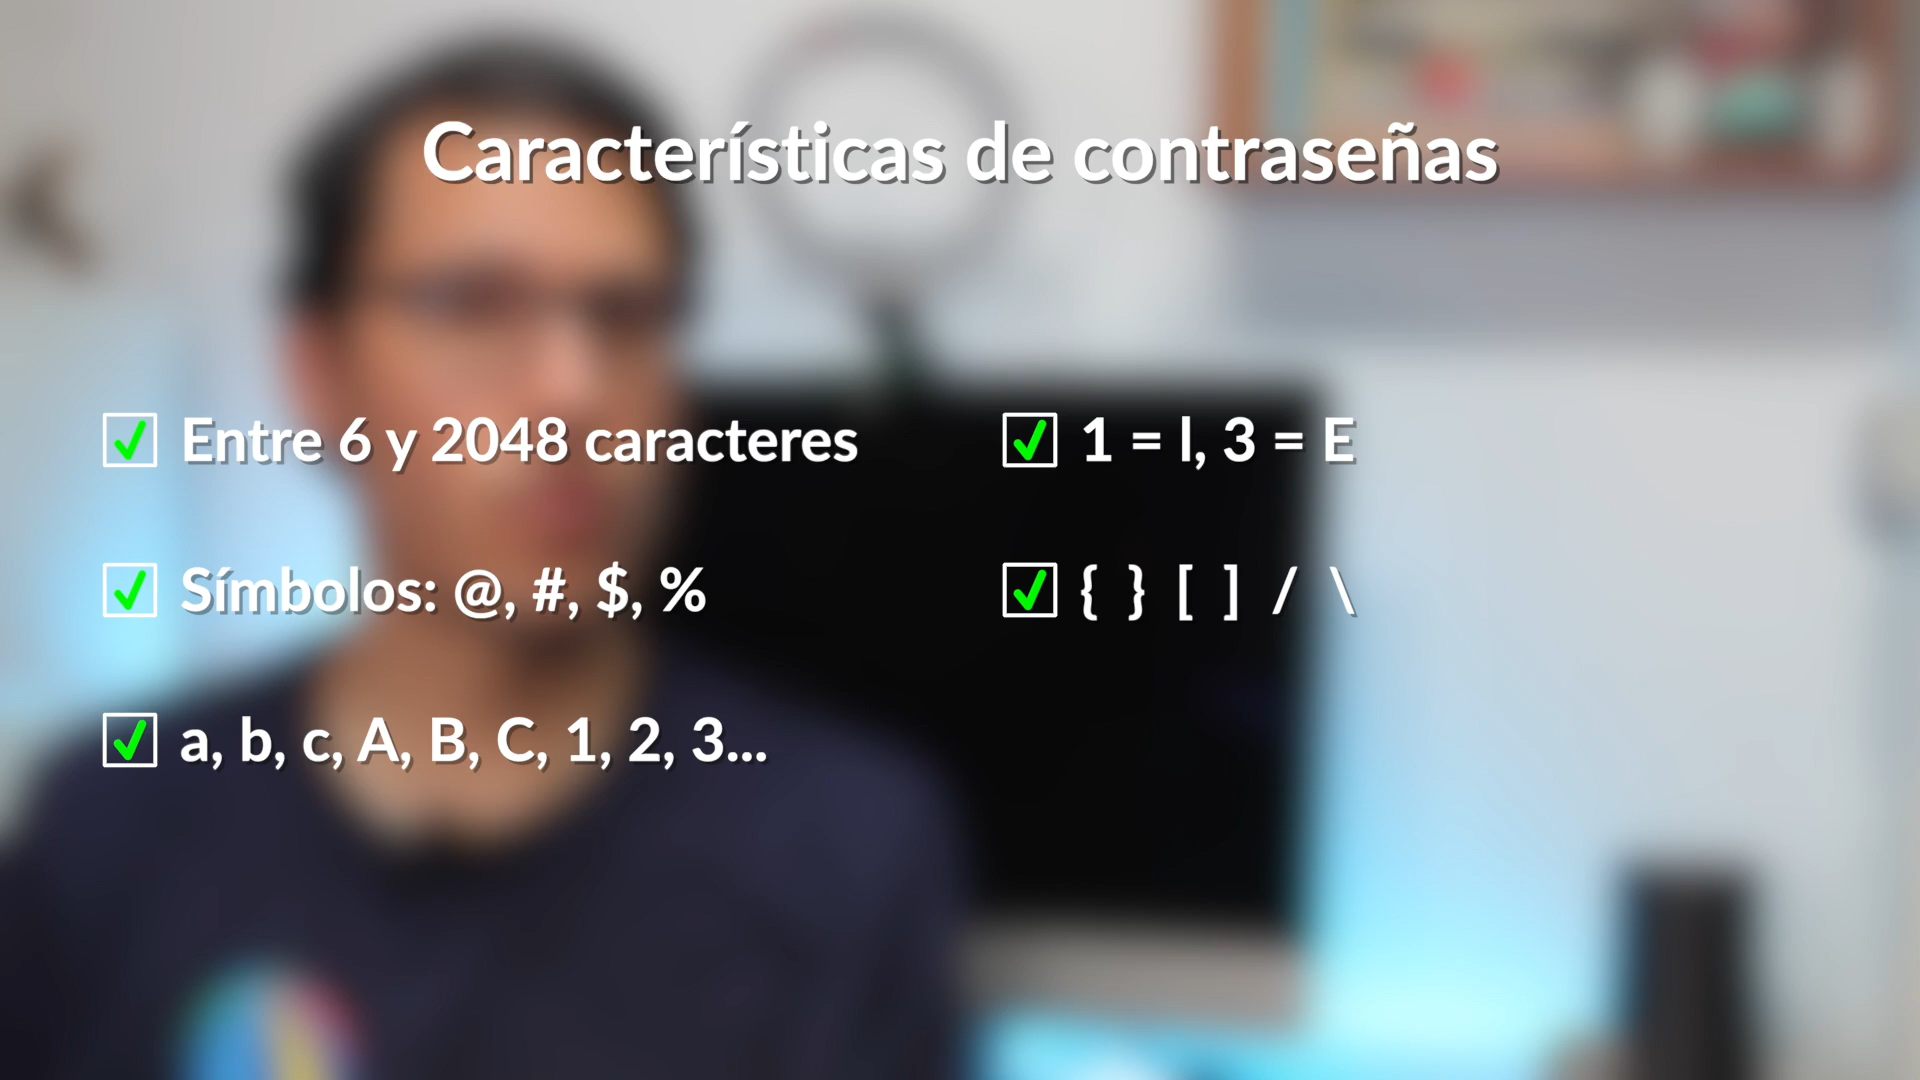 Características de contraseñas
Entre 6 y 2048 caracteres
Símbolos: @, #, $, %
a, b, c, A, B, C, 1, 2, 3...
1 = l, 3 = E
{ } [ ] / \